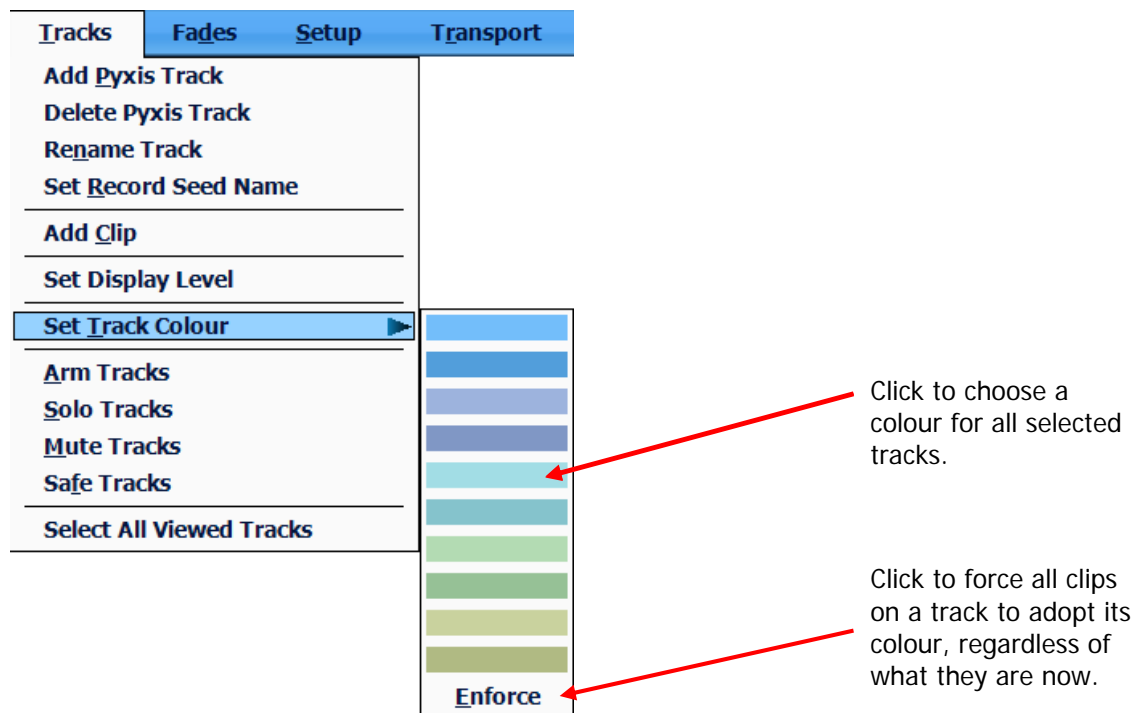 Tracks Fades Setup Transport
Add Pyxis Track
Delete Pyxis Track
Rename Track
Set Record Seed Name
Add Clip
Set Display Level
Set Track Colour
Arm Tracks
Solo Tracks
Mute Tracks
Safe Tracks
Select All Viewed Tracks
Enforce
Click to choose a
colour for all selected
tracks.
Click to force all clips
on a track to adopt its
colour, regardless of
what they are now.